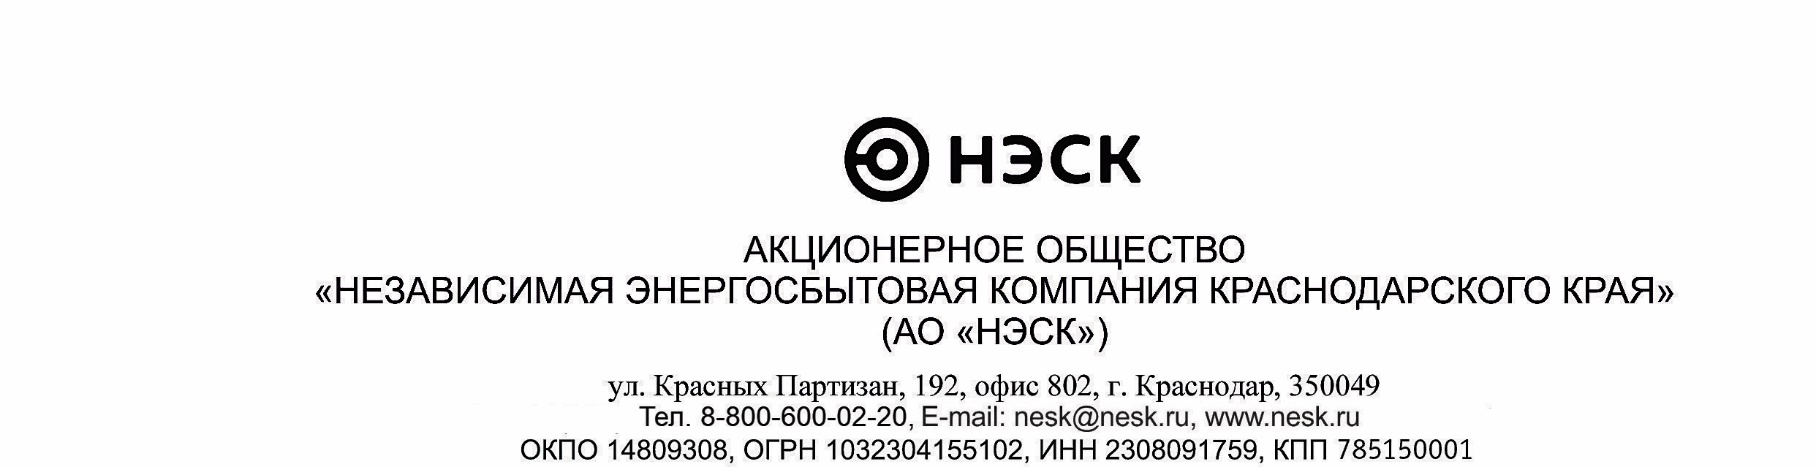 НЭСК
АКЦИОНЕРНОЕ ОБЩЕСТВО
«НЕЗАВИСИМАЯ ЭНЕРГОСБЫТОВАЯ КОМПАНИЯ КРАСНОДАРСКОГО КРАЯ»
(АО «НЭСК»)
ул. Красных Партизан, 192, офис 802, г. Краснодар, 350049
Тел. 8-800-600-02-20, E-mail: nesk@nesk.ru, www.nesk.ru
ОКПО 14809308, ОГРН 1032304155102, ИНН 2308091759, КПП 785150001